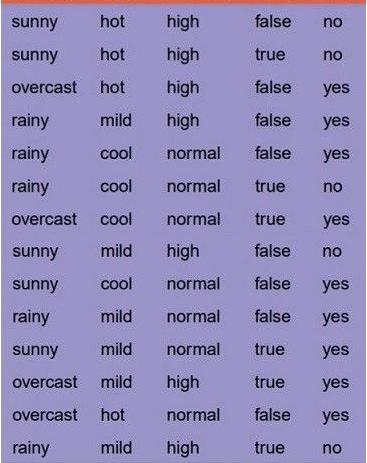 sunny hot high false no
sunny hot high true no
overcast hot high false yes
rainy mild high false yes
rainy cool normal false yes
rainy cool normal true no
overcast cool normal true yes
sunny mild high false no
sunny cool normal false yes
rainy mild normal false yes
sunny mild normal true yes
overcast mild high true yes
overcast hot normal false yes
rainy mild high true no